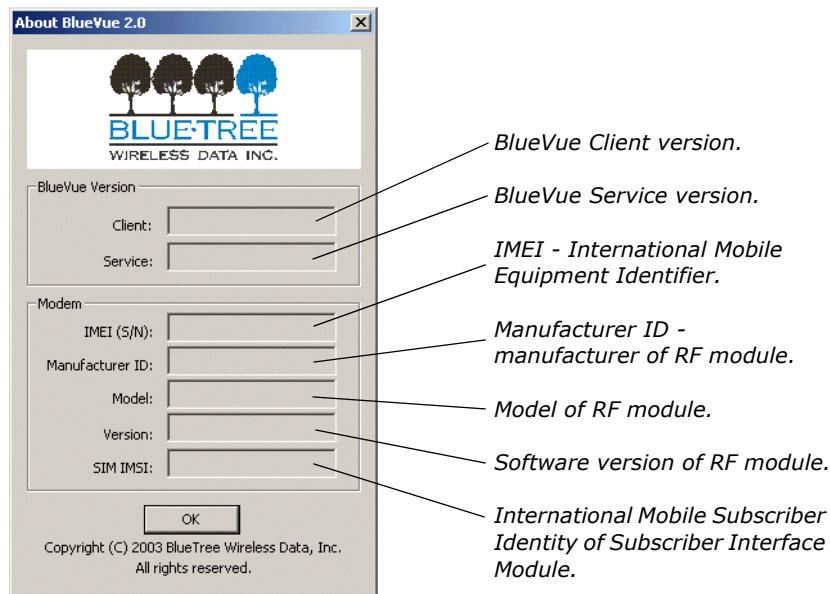 About BlueVue 2.0
BLUE·TREE
WIRELESS DATA INC.
BlueVue Version
Client:
Service:
Modem
IMEI (S/N):
Manufacturer ID:
Model:
Version:
SIM IMSI:
OK
Copyright (C) 2003 BlueTree Wireless Data, Inc.
All rights reserved.
BlueVue Client version.
BlueVue Service version.
IMEI - International Mobile
Equipment Identifier.
Manufacturer ID -
manufacturer of RF module.
Model of RF module.
Software version of RF module.
International Mobile Subscriber
Identity of Subscriber Interface
Module.